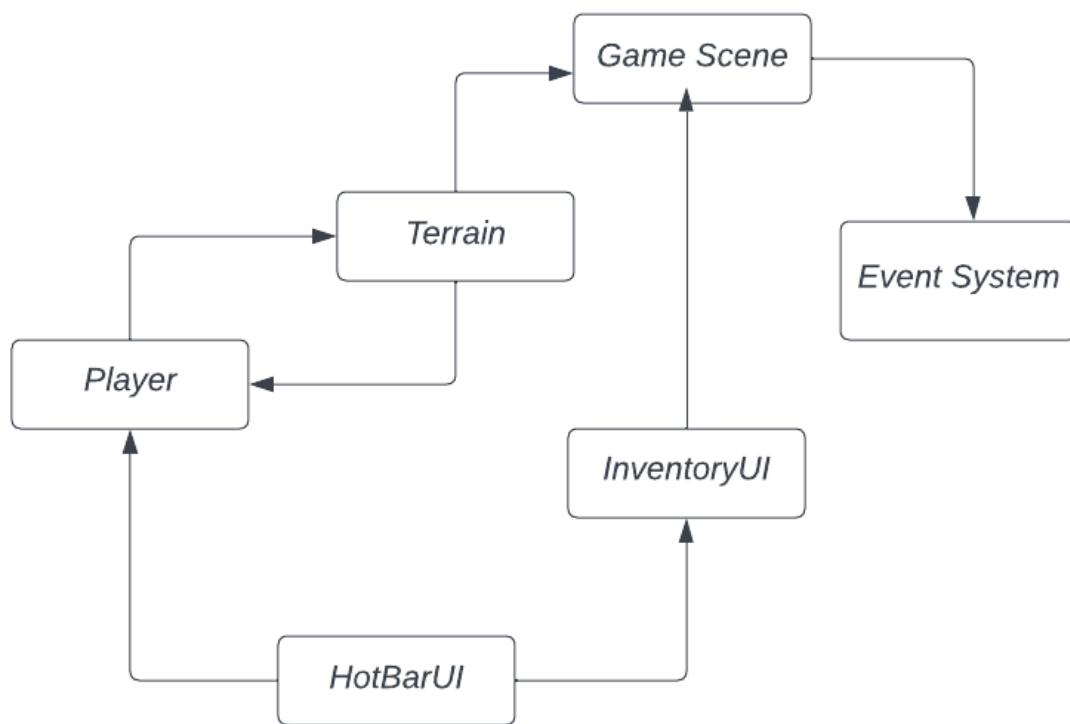 Game Scene
Terrain
Event System
Player
InventoryUI
HotBarUI